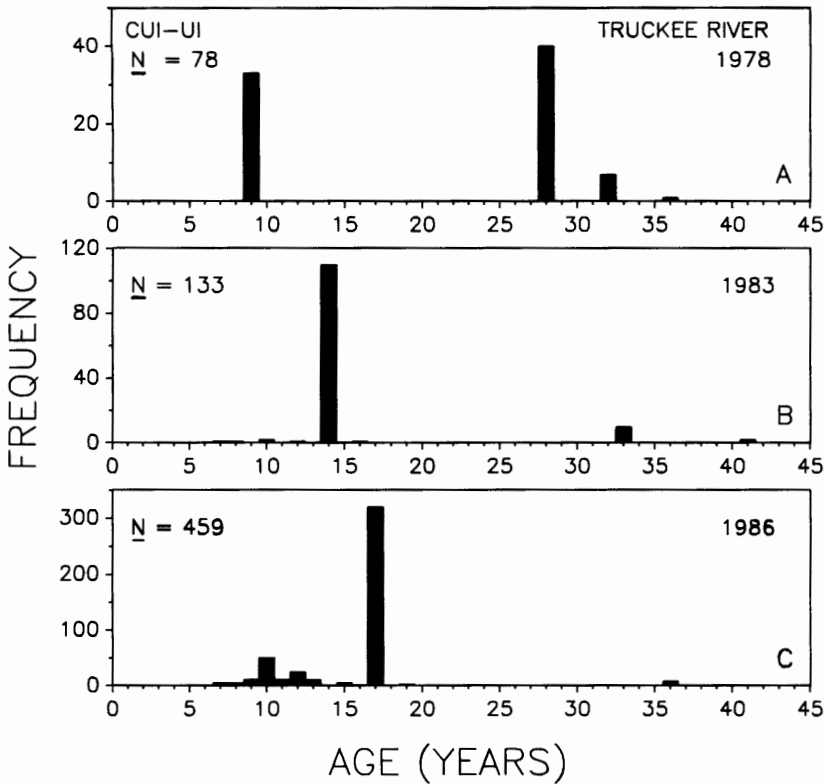 CUI-UI TRUCKEE RIVER
N = 78 1978
40
20
0
A
0 5 10 15 20 25 30 35 40 45
120
80
40
0
N = 133 1983
B
0 5 10 15 20 25 30 35 40 45
300
200
100
0
N = 459 1986
C
0 5 10 15 20 25 30 35 40 45
FREQUENCY
AGE (YEARS)